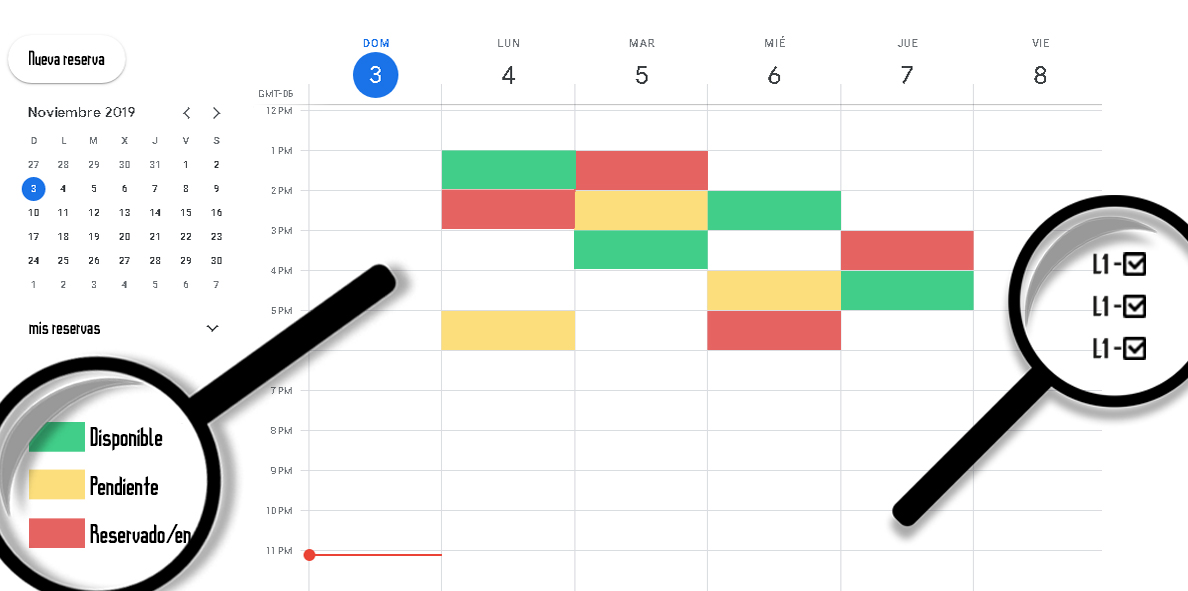 Nueva reserva
Noviembre 2019
D L M X J V S
27 28 29 30 31 1 2
3 4 5 6 7 8 9
10 11 12 13 14 15 16
17 18 19 20 21 22 23
24 25 26 27 28 29 30
1 2 3 4 5 6 7
mis reservas
Disponible
Pendiente
Reservado/en
DOM LUN MAR MIÉ JUE VIE
3 4 5 6 7 8
GMT-05
12 PM
1 PM
2 PM
3 PM
4 PM
5 PM
7 PM
8 PM
9 PM
10 PM
11 PM
L1 -
L1 -
L1 -